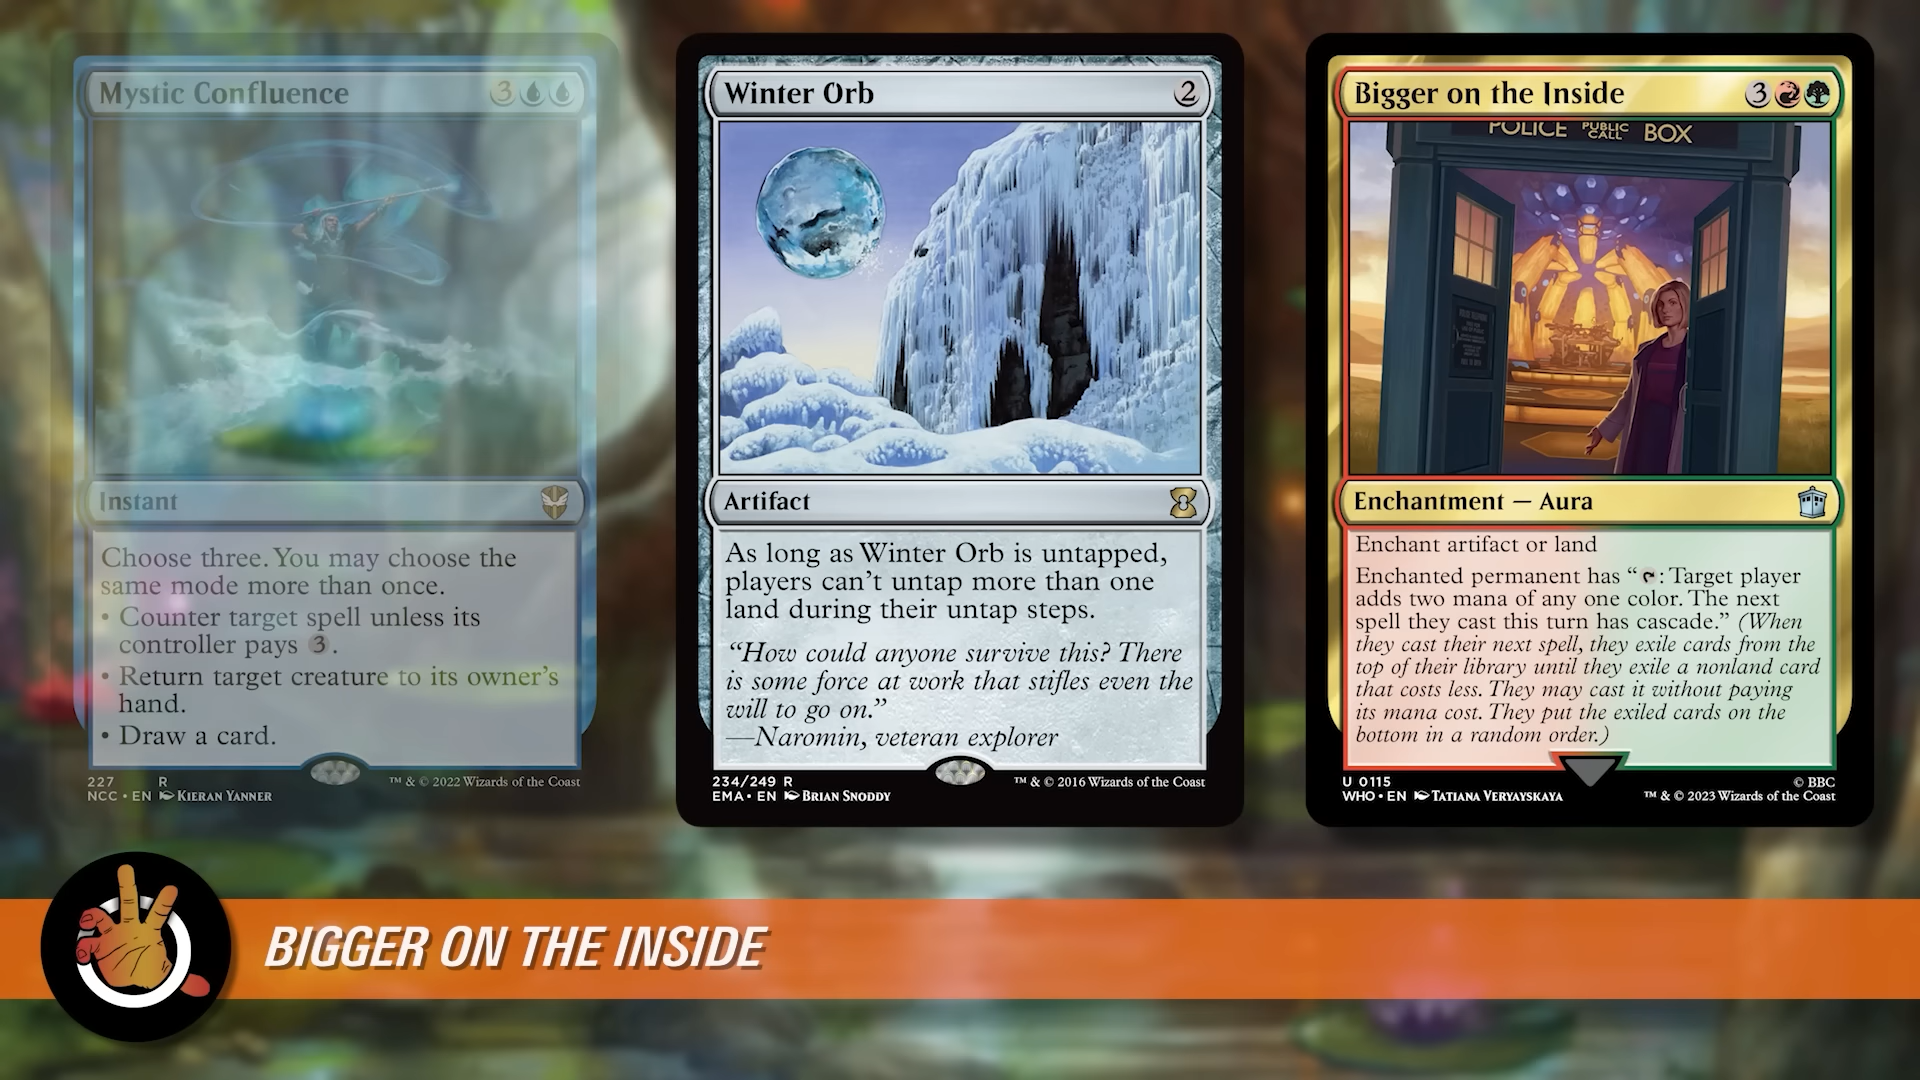 Mystic Confluence 3
Instant
Choose three. You may choose the
same mode more than once.
• Counter target spell unless its
controller pays 3.
• Return target creature to its owner's
hand.
• Draw a card.
227 R
NCC • EN KIERAN YANNER
™ & © 2022 Wizards of the Coast
Winter Orb 2
Artifact
As long as Winter Orb is untapped,
players can't untap more than one
land during their untap steps.
“How could anyone survive this? There
is some force at work that stifles even the
will to go on.”
—Naromin, veteran explorer
234/249 R
EMA • EN BRIAN SNODDY
™ & © 2016 Wizards of the Coast
Bigger on the Inside 3
POLICE PUBLIC CALL BOX
Enchantment — Aura
Enchant artifact or land
Enchanted permanent has “: Target player
adds two mana of any one color. The next
spell they cast this turn has cascade.” (When
they cast their next spell, they exile cards from the
top of their library until they exile a nonland card
that costs less. They may cast it without paying
its mana cost. They put the exiled cards on the
bottom in a random order.)
U 0115
WHO • EN TATIANA VERYAYSKAYA
© BBC
™ & © 2023 Wizards of the Coast
BIGGER ON THE INSIDE